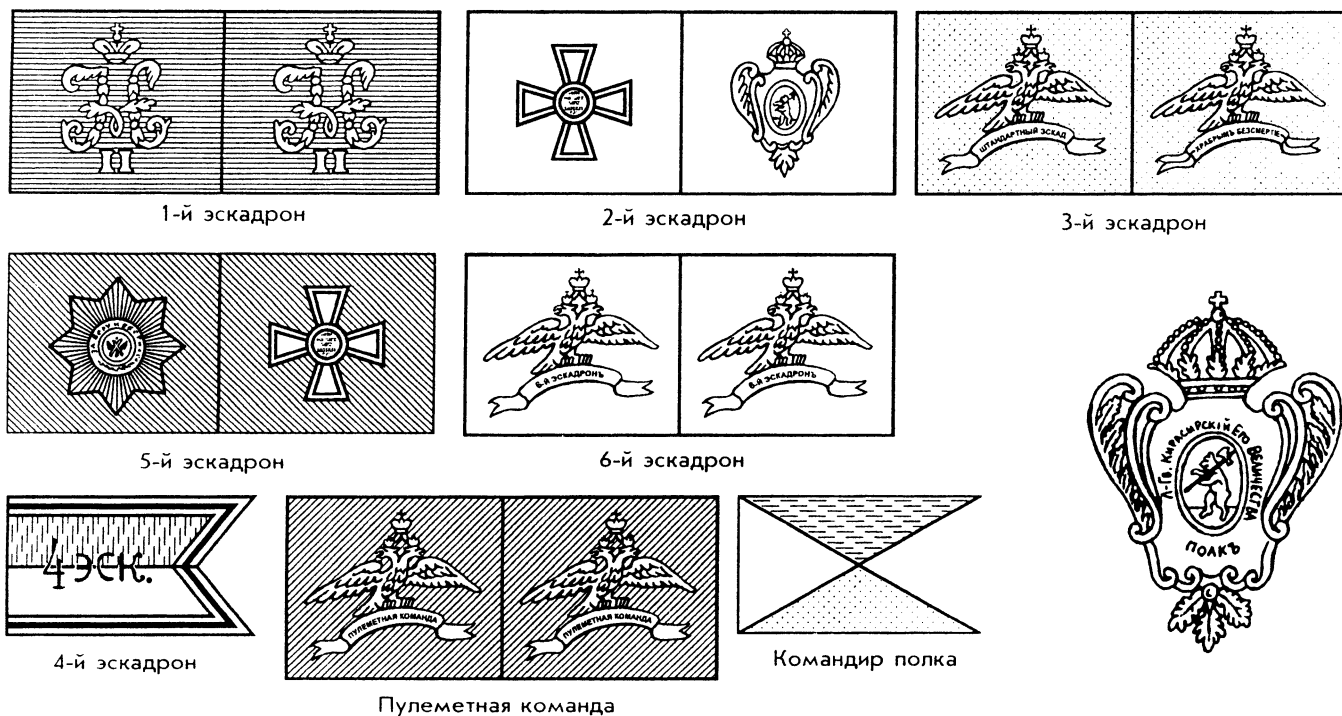 1-й эскадрон
2-й эскадрон
ШТАНДАРТНЫЙ ЭСКАД
ХРАБРЫМЪ БЕЗСМЕРТІЕ
3-й эскадрон
5-й эскадрон
6-Й ЭСКАДРОНЪ
6-Й ЭСКАДРОНЪ
6-й эскадрон
4 ЭСК.
4-й эскадрон
ПУЛЕМЕТНАЯ КОМАНДА
ПУЛЕМЕТНАЯ КОМАНДА
Пулеметная команда
Командир полка
Л-ГВ. КИРАСИРСКІЙ ЕГО ВЕЛИЧЕСТВА
ПОЛКЪ